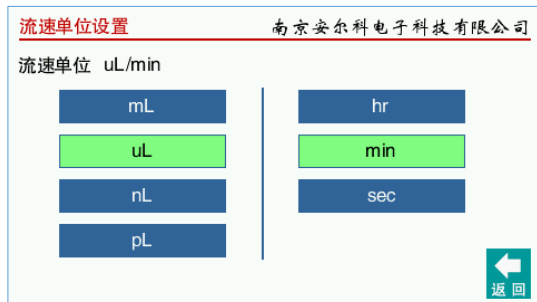 流速单位设置 南京安尔科电子科技有限公司
流速单位 uL/min
mL hr
uL min
nL sec
pL
返回